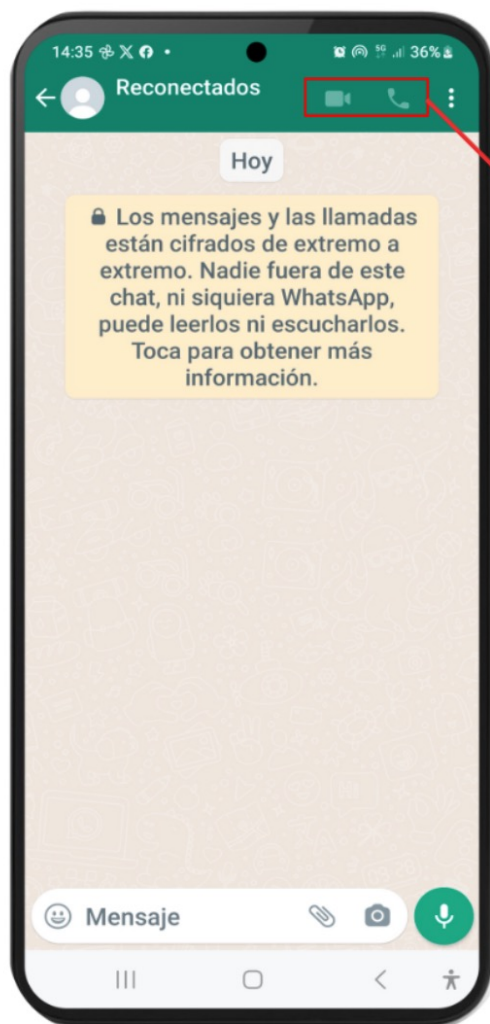 14:35 36%
Reconectados
Hoy
Los mensajes y las llamadas
están cifrados de extremo a
extremo. Nadie fuera de este
chat, ni siquiera WhatsApp,
puede leerlos ni escucharlos.
Toca para obtener más
información.
Mensaje